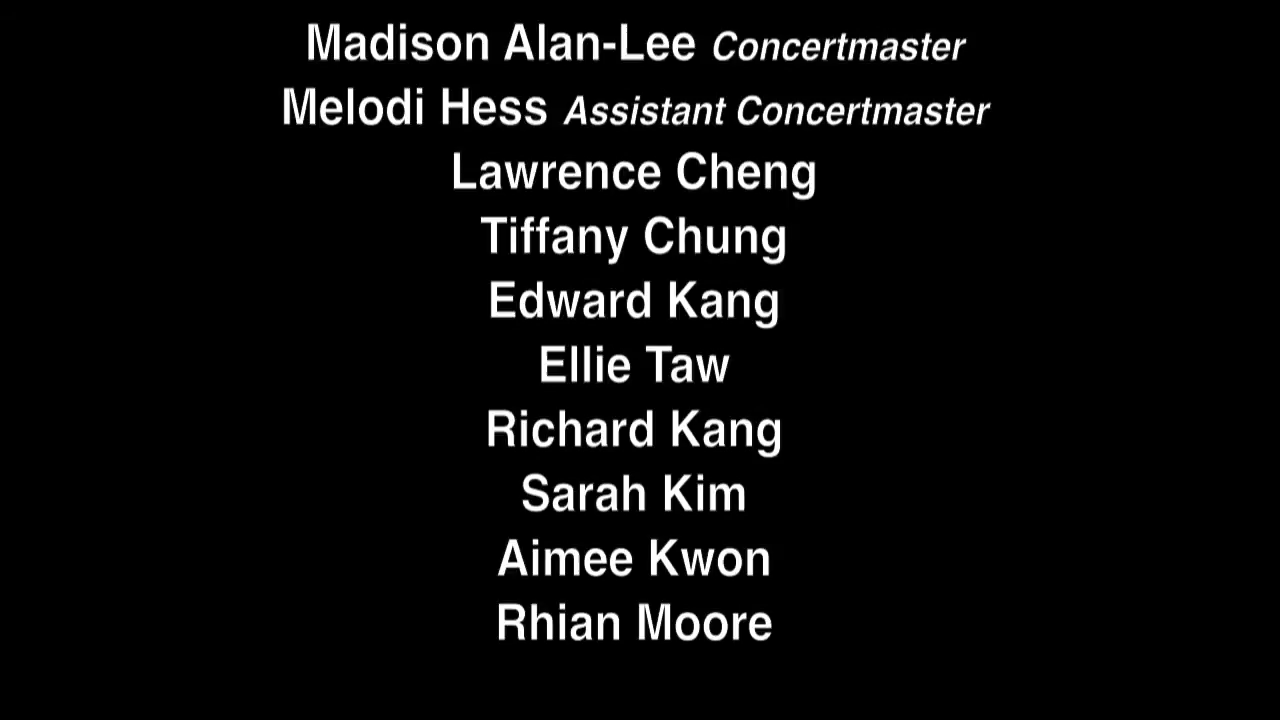 Madison Alan-Lee Concertmaster
Melodi Hess Assistant Concertmaster
Lawrence Cheng
Tiffany Chung
Edward Kang
Ellie Taw
Richard Kang
Sarah Kim
Aimee Kwon
Rhian Moore